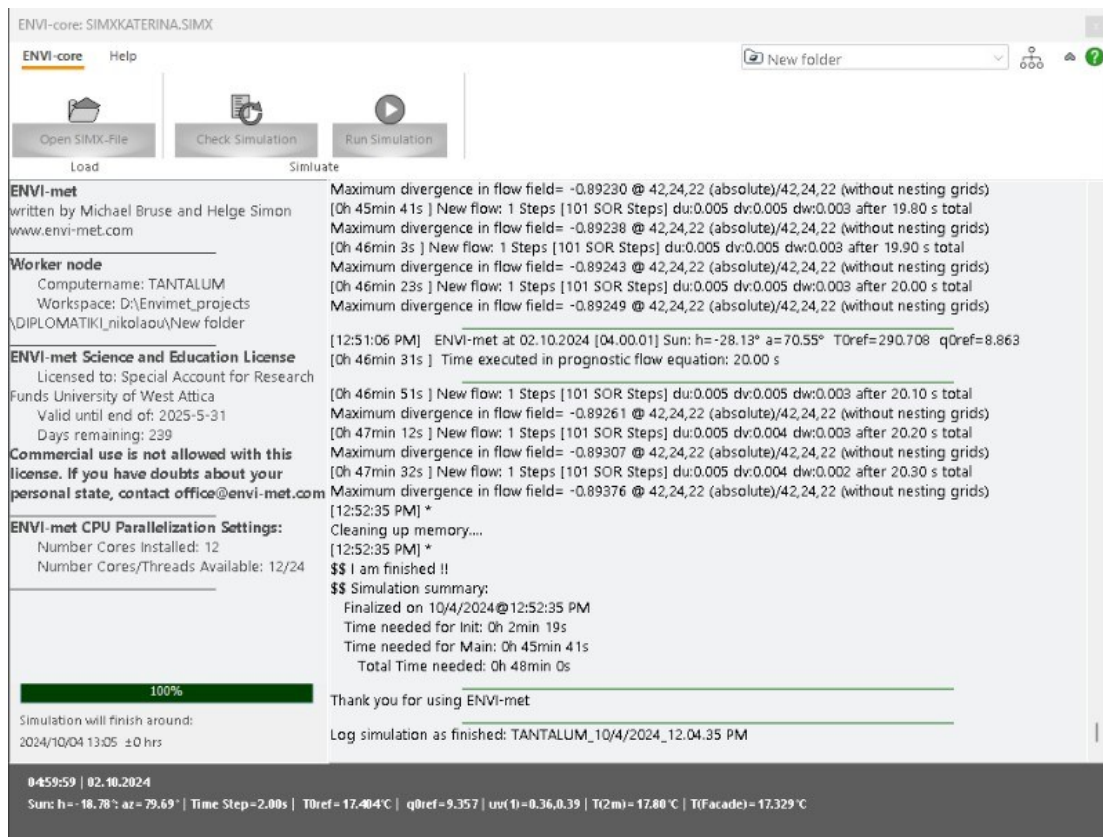 ENVI-core: SIMXKATERINA.SIMX
ENVI-core Help
New folder
Open SIMX-File Check Simulation Run Simulation
Load Simluate
ENVI-met
written by Michael Bruse and Helge Simon
www.envi-met.com
Worker node
Computername: TANTALUM
Workspace: D:\Envimet_projects
\DIPLOMATIKI_nikolaou\New folder
ENVI-met Science and Education License
Licensed to: Special Account for Research
Funds University of West Attica
Valid until end of: 2025-5-31
Days remaining: 239
Commercial use is not allowed with this
license. If you have doubts about your
personal state, contact office@envi-met.com
ENVI-met CPU Parallelization Settings:
Number Cores Installed: 12
Number Cores/Threads Available: 12/24
100%
Simulation will finish around:
2024/10/04 13:05 ±0 hrs
Maximum divergence in flow field= -0.89230 @ 42,24,22 (absolute)/42,24,22 (without nesting grids)
[0h 45min 41s ] New flow: 1 Steps [101 SOR Steps] du:0.005 dv:0.005 dw:0.003 after 19.80 s total
Maximum divergence in flow field= -0.89238 @ 42,24,22 (absolute)/42,24,22 (without nesting grids)
[0h 46min 3s ] New flow: 1 Steps [101 SOR Steps] du:0.005 dv:0.005 dw:0.003 after 19.90 s total
Maximum divergence in flow field= -0.89243 @ 42,24,22 (absolute)/42,24,22 (without nesting grids)
[0h 46min 23s ] New flow: 1 Steps [101 SOR Steps] du:0.005 dv:0.005 dw:0.003 after 20.00 s total
Maximum divergence in flow field= -0.89249 @ 42,24,22 (absolute)/42,24,22 (without nesting grids)
[12:51:06 PM] ENVI-met at 02.10.2024 [04.00.01] Sun: h=-28.13° a=70.55° T0ref=290.708 q0ref=8.863
[0h 46min 31s ] Time executed in prognostic flow equation: 20.00 s
[0h 46min 51s ] New flow: 1 Steps [101 SOR Steps] du:0.005 dv:0.005 dw:0.003 after 20.10 s total
Maximum divergence in flow field= -0.89261 @ 42,24,22 (absolute)/42,24,22 (without nesting grids)
[0h 47min 12s ] New flow: 1 Steps [101 SOR Steps] du:0.005 dv:0.004 dw:0.003 after 20.20 s total
Maximum divergence in flow field= -0.89307 @ 42,24,22 (absolute)/42,24,22 (without nesting grids)
[0h 47min 32s ] New flow: 1 Steps [101 SOR Steps] du:0.005 dv:0.004 dw:0.002 after 20.30 s total
Maximum divergence in flow field= -0.89376 @ 42,24,22 (absolute)/42,24,22 (without nesting grids)
[12:52:35 PM] *
Cleaning up memory....
[12:52:35 PM] *
$$ I am finished !!
$$ Simulation summary:
Finalized on 10/4/2024@12:52:35 PM
Time needed for Init: 0h 2min 19s
Time needed for Main: 0h 45min 41s
Total Time needed: 0h 48min 0s
Thank you for using ENVI-met
Log simulation as finished: TANTALUM_10/4/2024_12.04.35 PM
04:59:59 | 02.10.2024
Sun: h=-18.78°: az=79.69° | Time Step=2.00s | T0ref=17.404°C | q0ref=9.357 | uv(1)=0.36,0.39 | T(2m)=17.80°C | T(Facade)=17.329°C